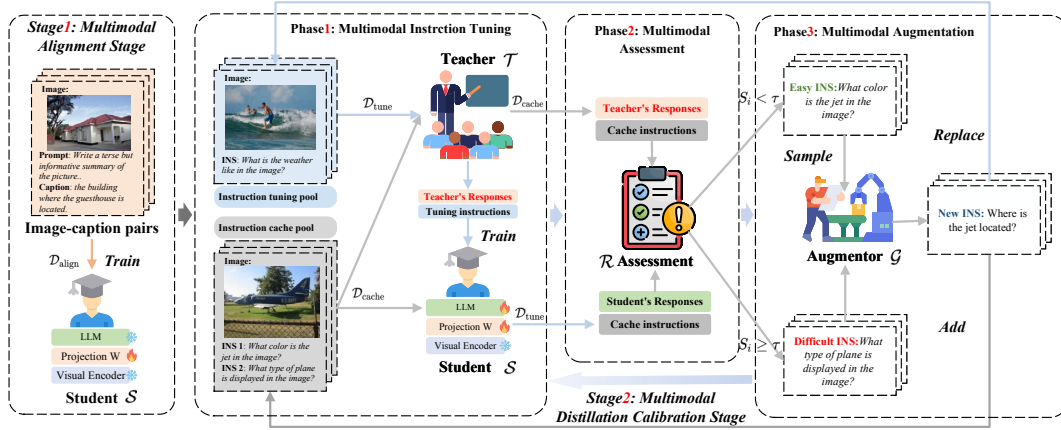 Stage1: Multimodal
Alignment Stage
Image:
Prompt: Write a terse but
informative summary of
the picture..
Caption: the building
where the guesthouse is
located.
Image-caption pairs
𝒟align
Train
LLM
Projection W
Visual Encoder
Student 𝒮
Phase1: Multimodal Instrction Tuning
Image:
INS: What is the weather
like in the image?
Instruction tuning pool
Instruction cache pool
Image:
INS 1: What color is the
jet in the image?
INS 2: What type of plane
is displayed in the image?
𝒟tune
𝒟cache
Teacher 𝒯
𝒟cache
Teacher's Responses
Tuning instructions
Train
LLM
Projection W
Visual Encoder
Student 𝒮
𝒟tune
Phase2: Multimodal
Assessment
Teacher's Responses
Cache instructions
ℛ Assessment
Student's Responses
Cache instructions
Stage2: Multimodal
Distillation Calibration Stage
Phase3: Multimodal Augmentation
Sᵢ < τ
Easy INS:What color
is the jet in the
image?
Sample
Augmentor 𝒢
Sᵢ ≥ τ
Difficult INS:What
type of plane is
displayed in the
image?
Replace
New INS: Where is
the jet located?
Add